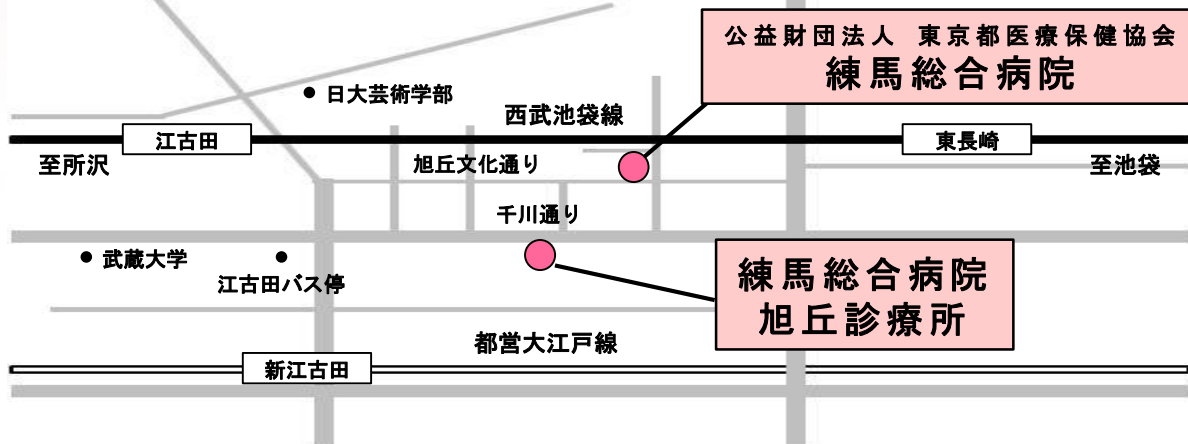 公益財団法人 東京都医療保健協会
練馬総合病院
日大芸術学部
西武池袋線
江古田
東長崎
至所沢
旭丘文化通り
至池袋
千川通り
武蔵大学
江古田バス停
練馬総合病院
旭丘診療所
都営大江戸線
新江古田